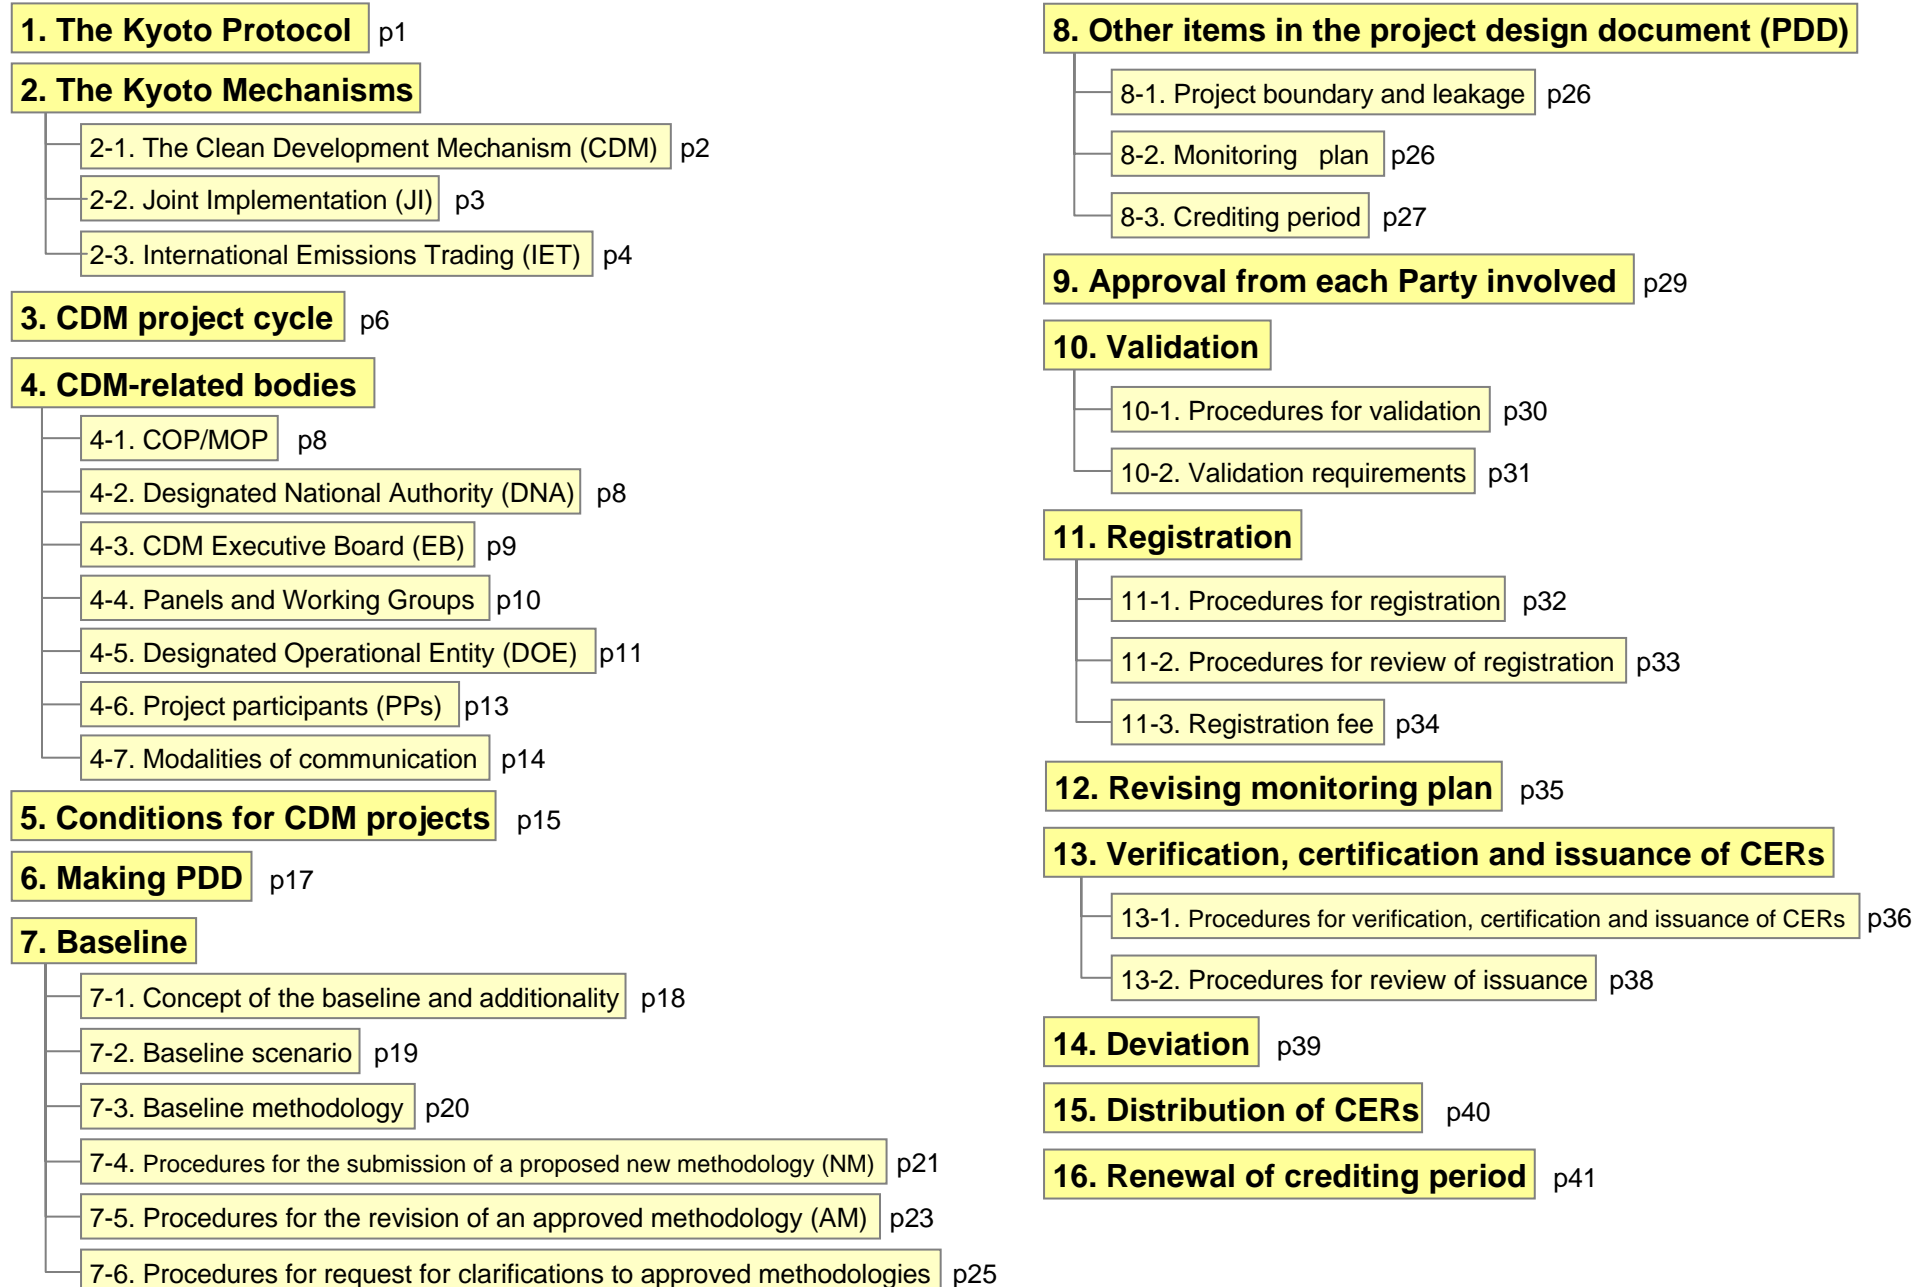 1. The Kyoto Protocol p1
2. The Kyoto Mechanisms
2-1. The Clean Development Mechanism (CDM) p2
2-2. Joint Implementation (JI) p3
2-3. International Emissions Trading (IET) p4
3. CDM project cycle p6
4. CDM-related bodies
4-1. COP/MOP p8
4-2. Designated National Authority (DNA) p8
4-3. CDM Executive Board (EB) p9
4-4. Panels and Working Groups p10
4-5. Designated Operational Entity (DOE) p11
4-6. Project participants (PPs) p13
4-7. Modalities of communication p14
5. Conditions for CDM projects p15
6. Making PDD p17
7. Baseline
7-1. Concept of the baseline and additionality p18
7-2. Baseline scenario p19
7-3. Baseline methodology p20
7-4. Procedures for the submission of a proposed new methodology (NM) p21
7-5. Procedures for the revision of an approved methodology (AM) p23
7-6. Procedures for request for clarifications to approved methodologies p25
8. Other items in the project design document (PDD)
8-1. Project boundary and leakage p26
8-2. Monitoring plan p26
8-3. Crediting period p27
9. Approval from each Party involved p29
10. Validation
10-1. Procedures for validation p30
10-2. Validation requirements p31
11. Registration
11-1. Procedures for registration p32
11-2. Procedures for review of registration p33
11-3. Registration fee p34
12. Revising monitoring plan p35
13. Verification, certification and issuance of CERs
13-1. Procedures for verification, certification and issuance of CERs p36
13-2. Procedures for review of issuance p38
14. Deviation p39
15. Distribution of CERs p40
16. Renewal of crediting period p41